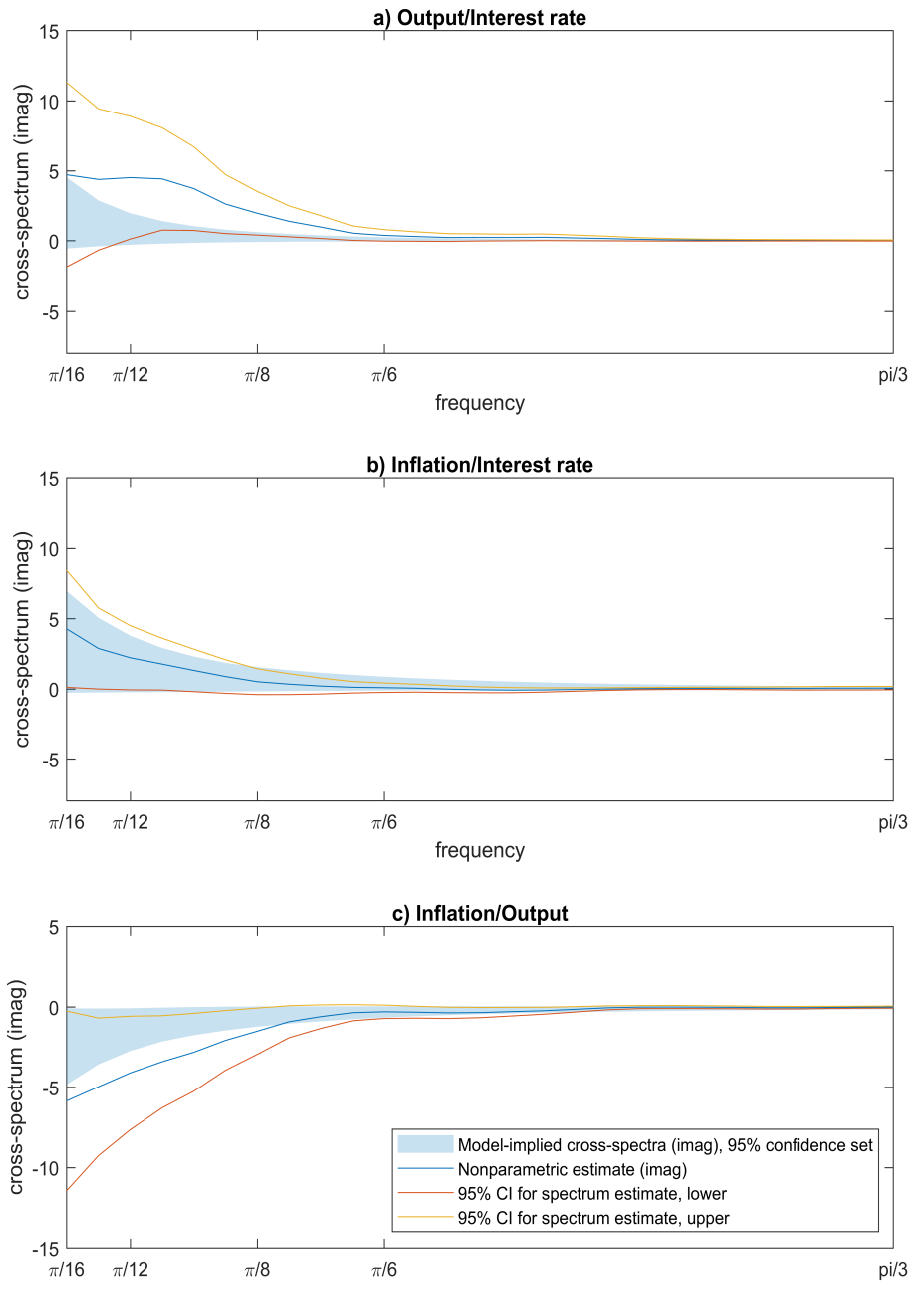 a) Output/Interest rate
15
10
5
0
-5
cross-spectrum (imag)
π/16 π/12 π/8 π/6 pi/3
frequency
b) Inflation/Interest rate
15
10
5
0
-5
cross-spectrum (imag)
π/16 π/12 π/8 π/6 pi/3
frequency
c) Inflation/Output
5
0
-5
-10
-15
cross-spectrum (imag)
Model-implied cross-spectra (imag), 95% confidence set
Nonparametric estimate (imag)
95% CI for spectrum estimate, lower
95% CI for spectrum estimate, upper
π/16 π/12 π/8 π/6 pi/3